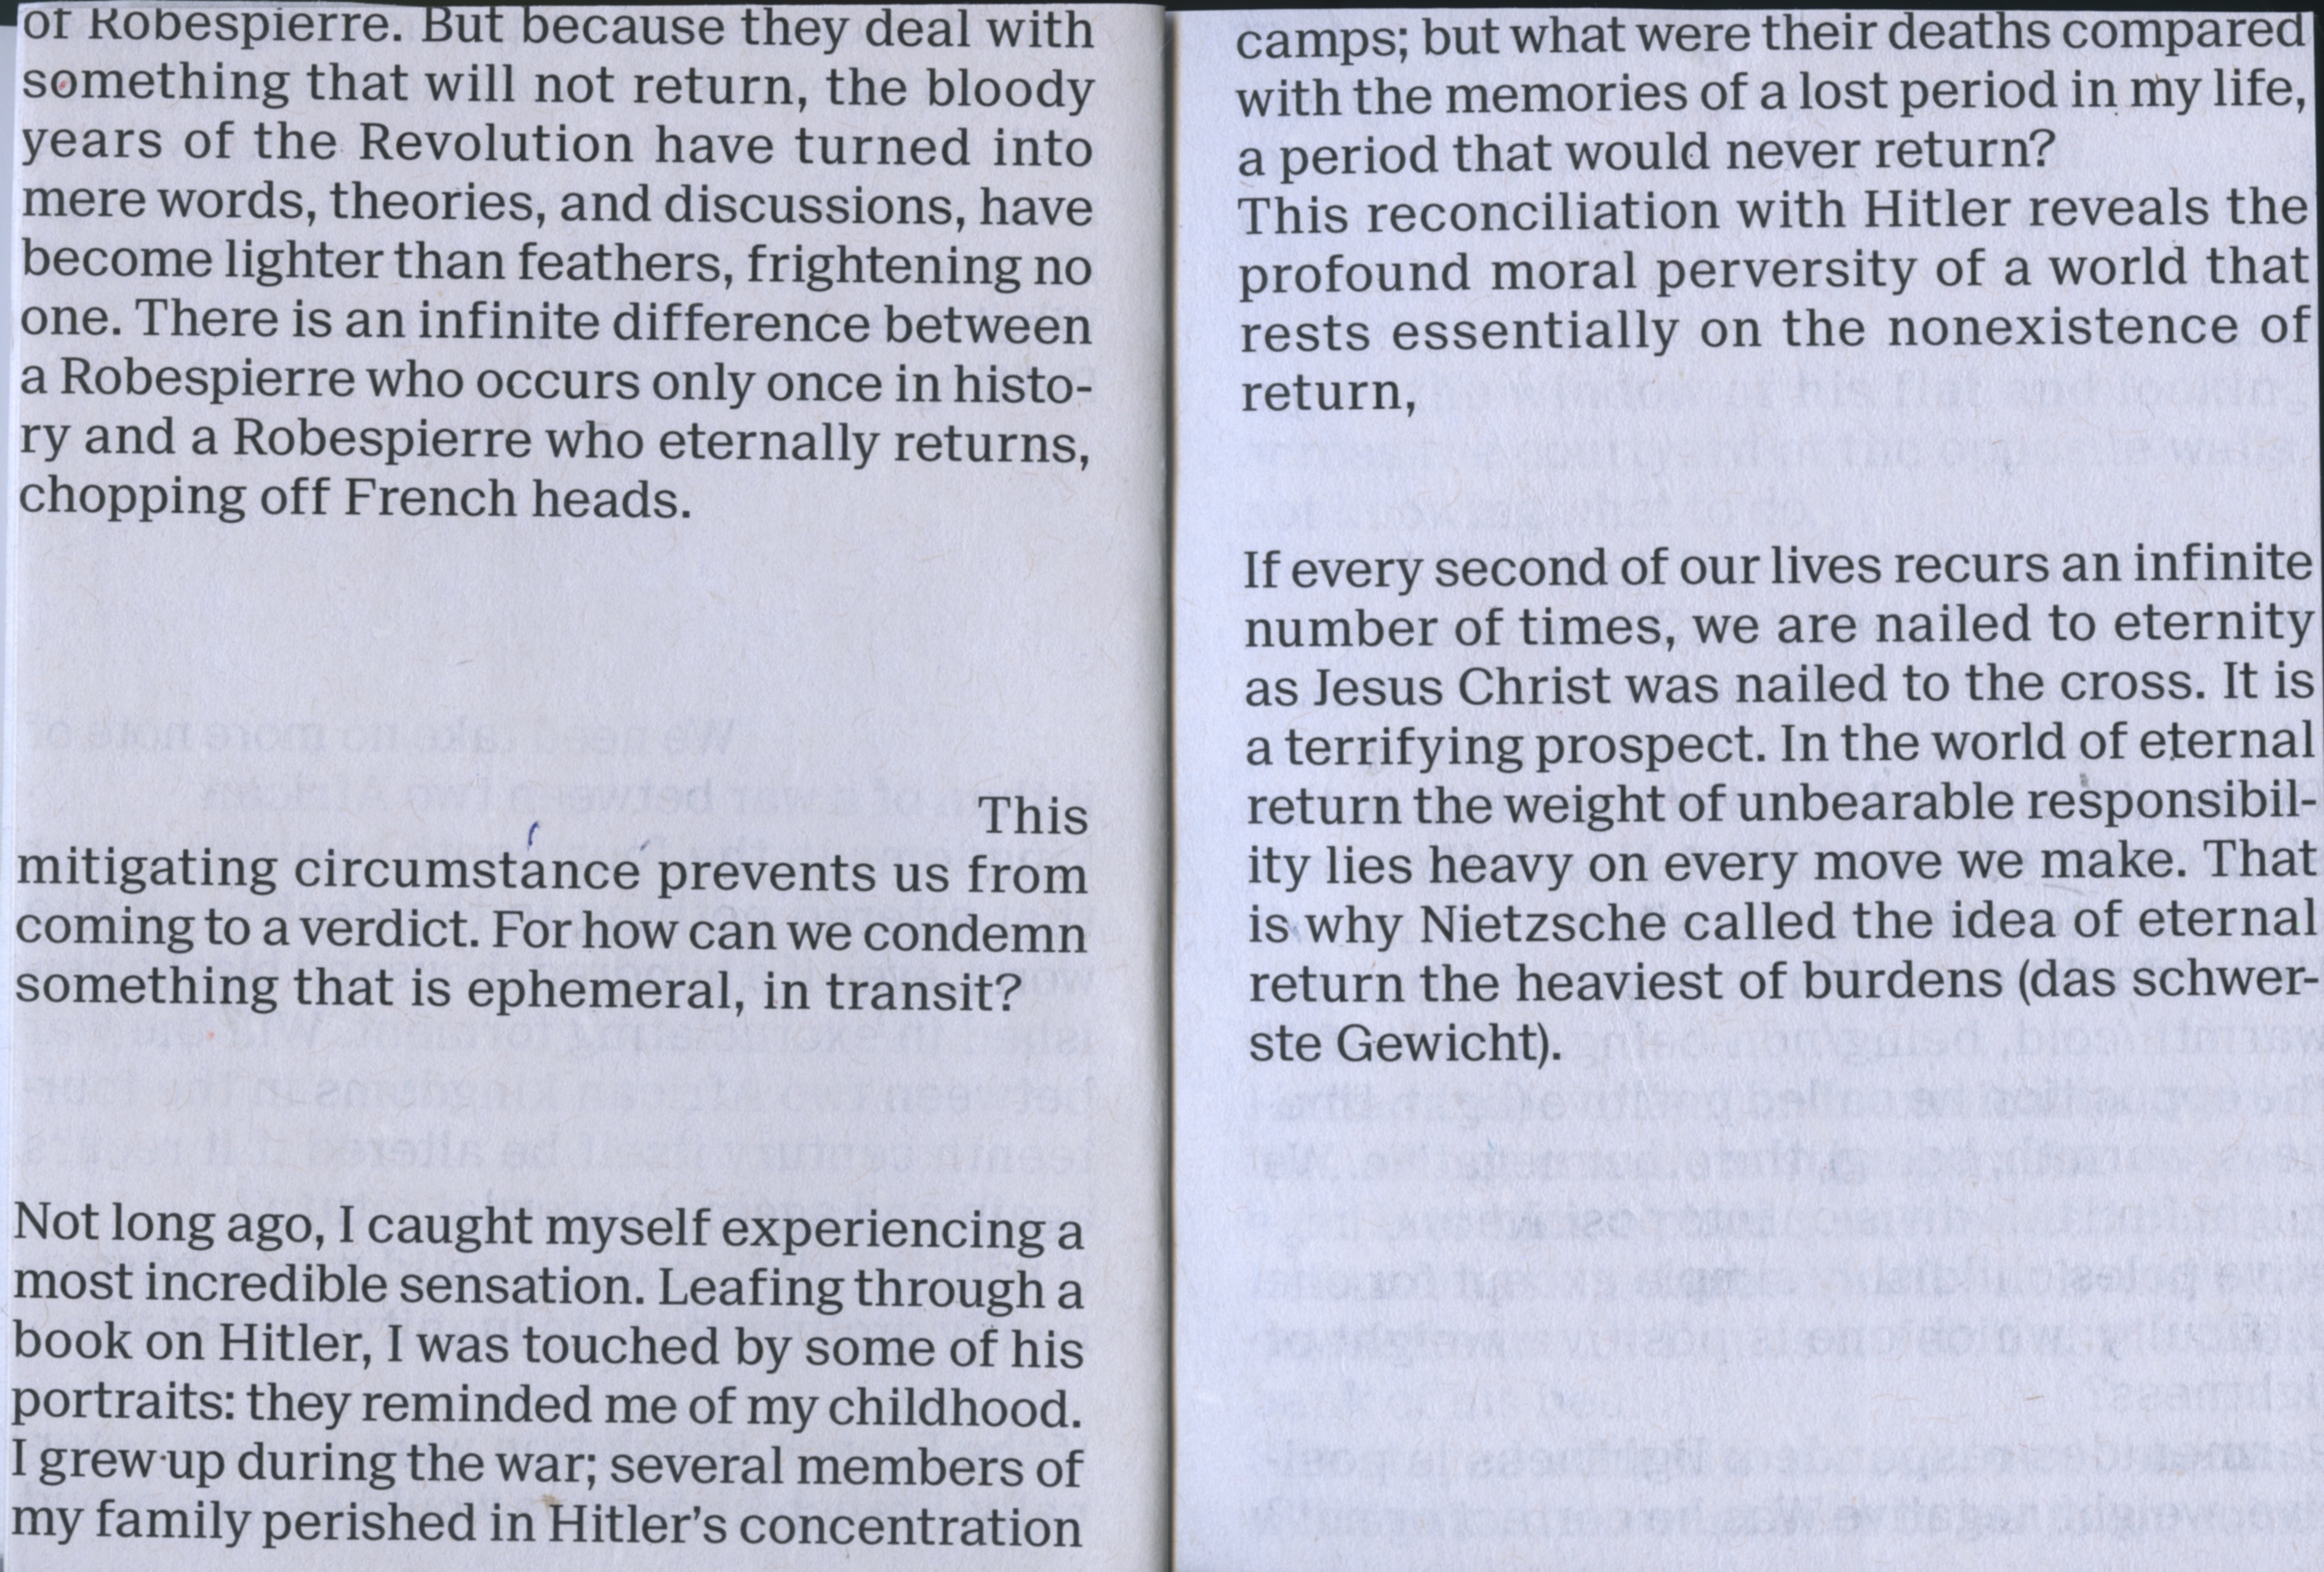 of Robespierre. But because they deal with
something that will not return, the bloody
years of the Revolution have turned into
mere words, theories, and discussions, have
become lighter than feathers, frightening no
one. There is an infinite difference between
a Robespierre who occurs only once in histo-
ry and a Robespierre who eternally returns,
chopping off French heads.
This
mitigating circumstance prevents us from
coming to a verdict. For how can we condemn
something that is ephemeral, in transit?
Not long ago, I caught myself experiencing a
most incredible sensation. Leafing through a
book on Hitler, I was touched by some of his
portraits: they reminded me of my childhood.
I grew up during the war; several members of
my family perished in Hitler's concentration
camps; but what were their deaths compared
with the memories of a lost period in my life,
a period that would never return?
This reconciliation with Hitler reveals the
profound moral perversity of a world that
rests essentially on the nonexistence of
return,
If every second of our lives recurs an infinite
number of times, we are nailed to eternity
as Jesus Christ was nailed to the cross. It is
a terrifying prospect. In the world of eternal
return the weight of unbearable responsibil-
ity lies heavy on every move we make. That
is why Nietzsche called the idea of eternal
return the heaviest of burdens (das schwer-
ste Gewicht).